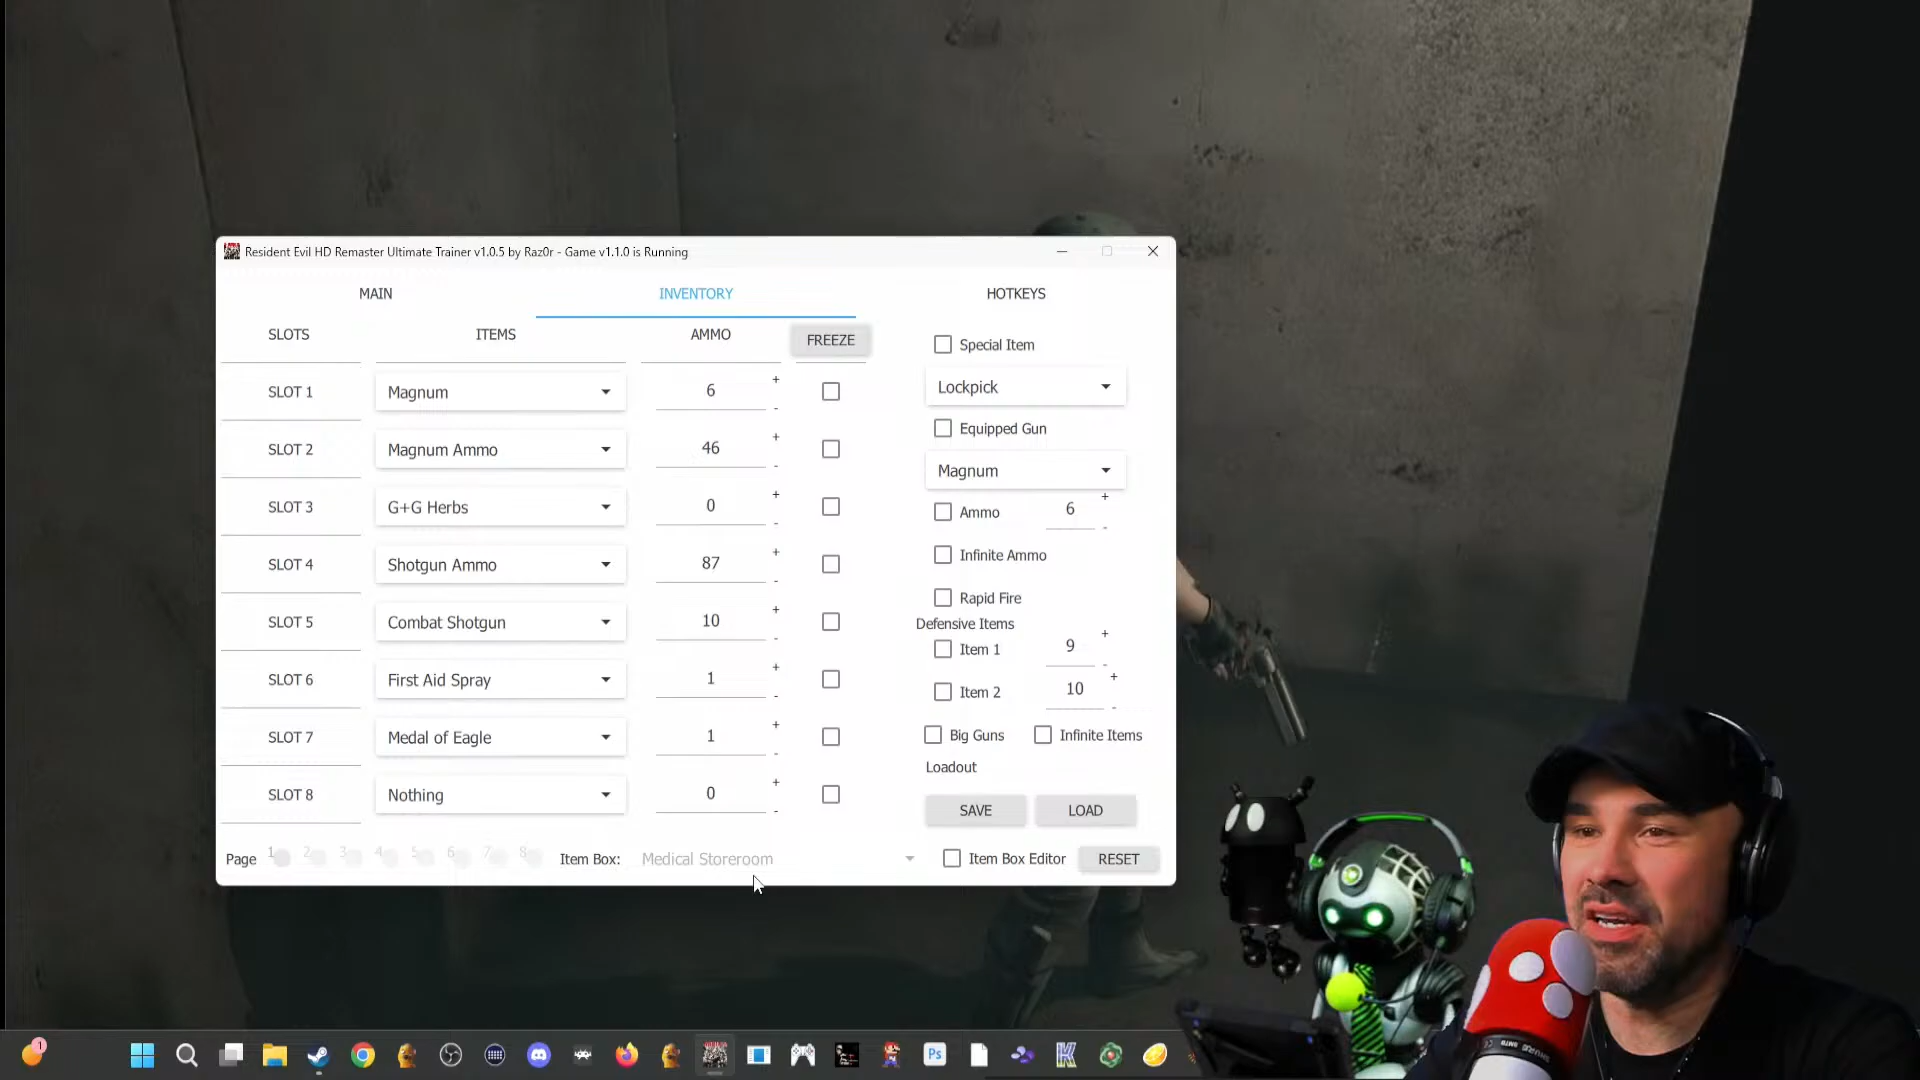 Resident Evil HD Remaster Ultimate Trainer v1.0.5 by Raz0r - Game v1.1.0 is Running
MAIN
INVENTORY
HOTKEYS
SLOTS
ITEMS
AMMO
FREEZE
SLOT 1
Magnum
6
+
-
SLOT 2
Magnum Ammo
46
+
-
SLOT 3
G+G Herbs
0
+
-
SLOT 4
Shotgun Ammo
87
+
-
SLOT 5
Combat Shotgun
10
+
-
SLOT 6
First Aid Spray
1
+
-
SLOT 7
Medal of Eagle
1
+
-
SLOT 8
Nothing
0
+
-
Special Item
Lockpick
Equipped Gun
Magnum
Ammo
6
+
-
Infinite Ammo
Rapid Fire
Defensive Items
Item 1
9
+
-
Item 2
10
+
-
Big Guns
Infinite Items
Loadout
SAVE
LOAD
Page 1 2 3 4 5 6 7 8
Item Box: Medical Storeroom
Item Box Editor
RESET
SHURE
1
Ps
K